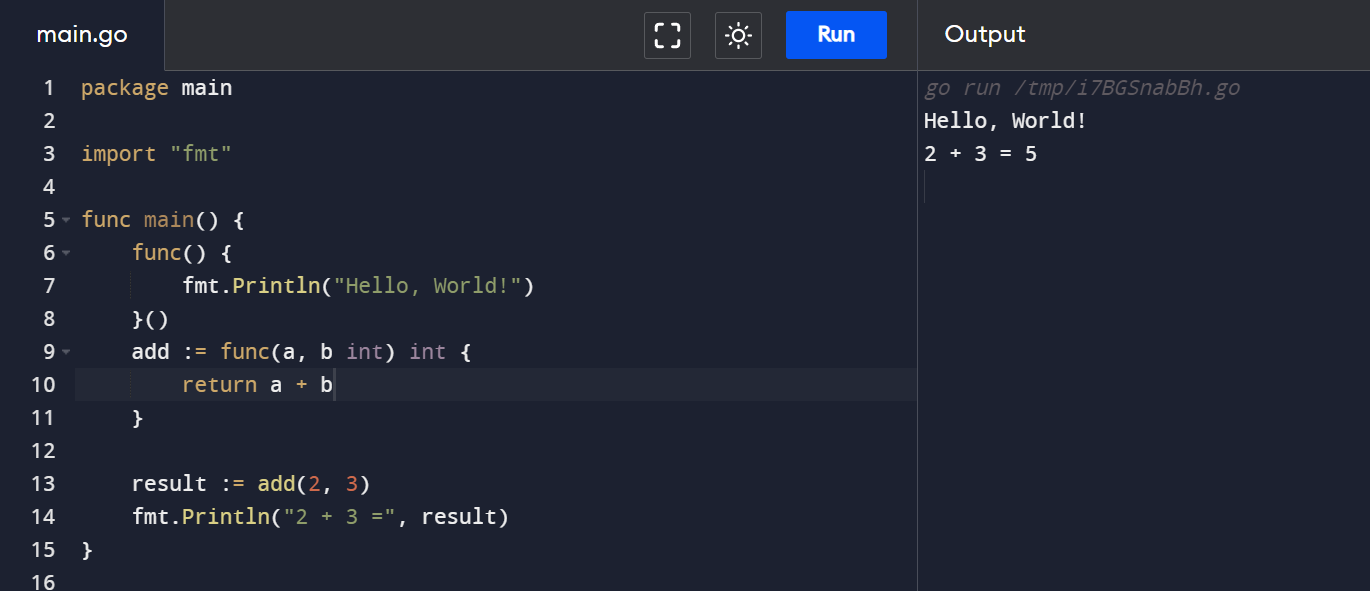 main.go
Run
Output
1 package main
2
3 import "fmt"
4
5 func main() {
6     func() {
7         fmt.Println("Hello, World!")
8     }()
9     add := func(a, b int) int {
10         return a + b
11     }
12
13     result := add(2, 3)
14     fmt.Println("2 + 3 =", result)
15 }
16
go run /tmp/i7BGSnabBh.go
Hello, World!
2 + 3 = 5